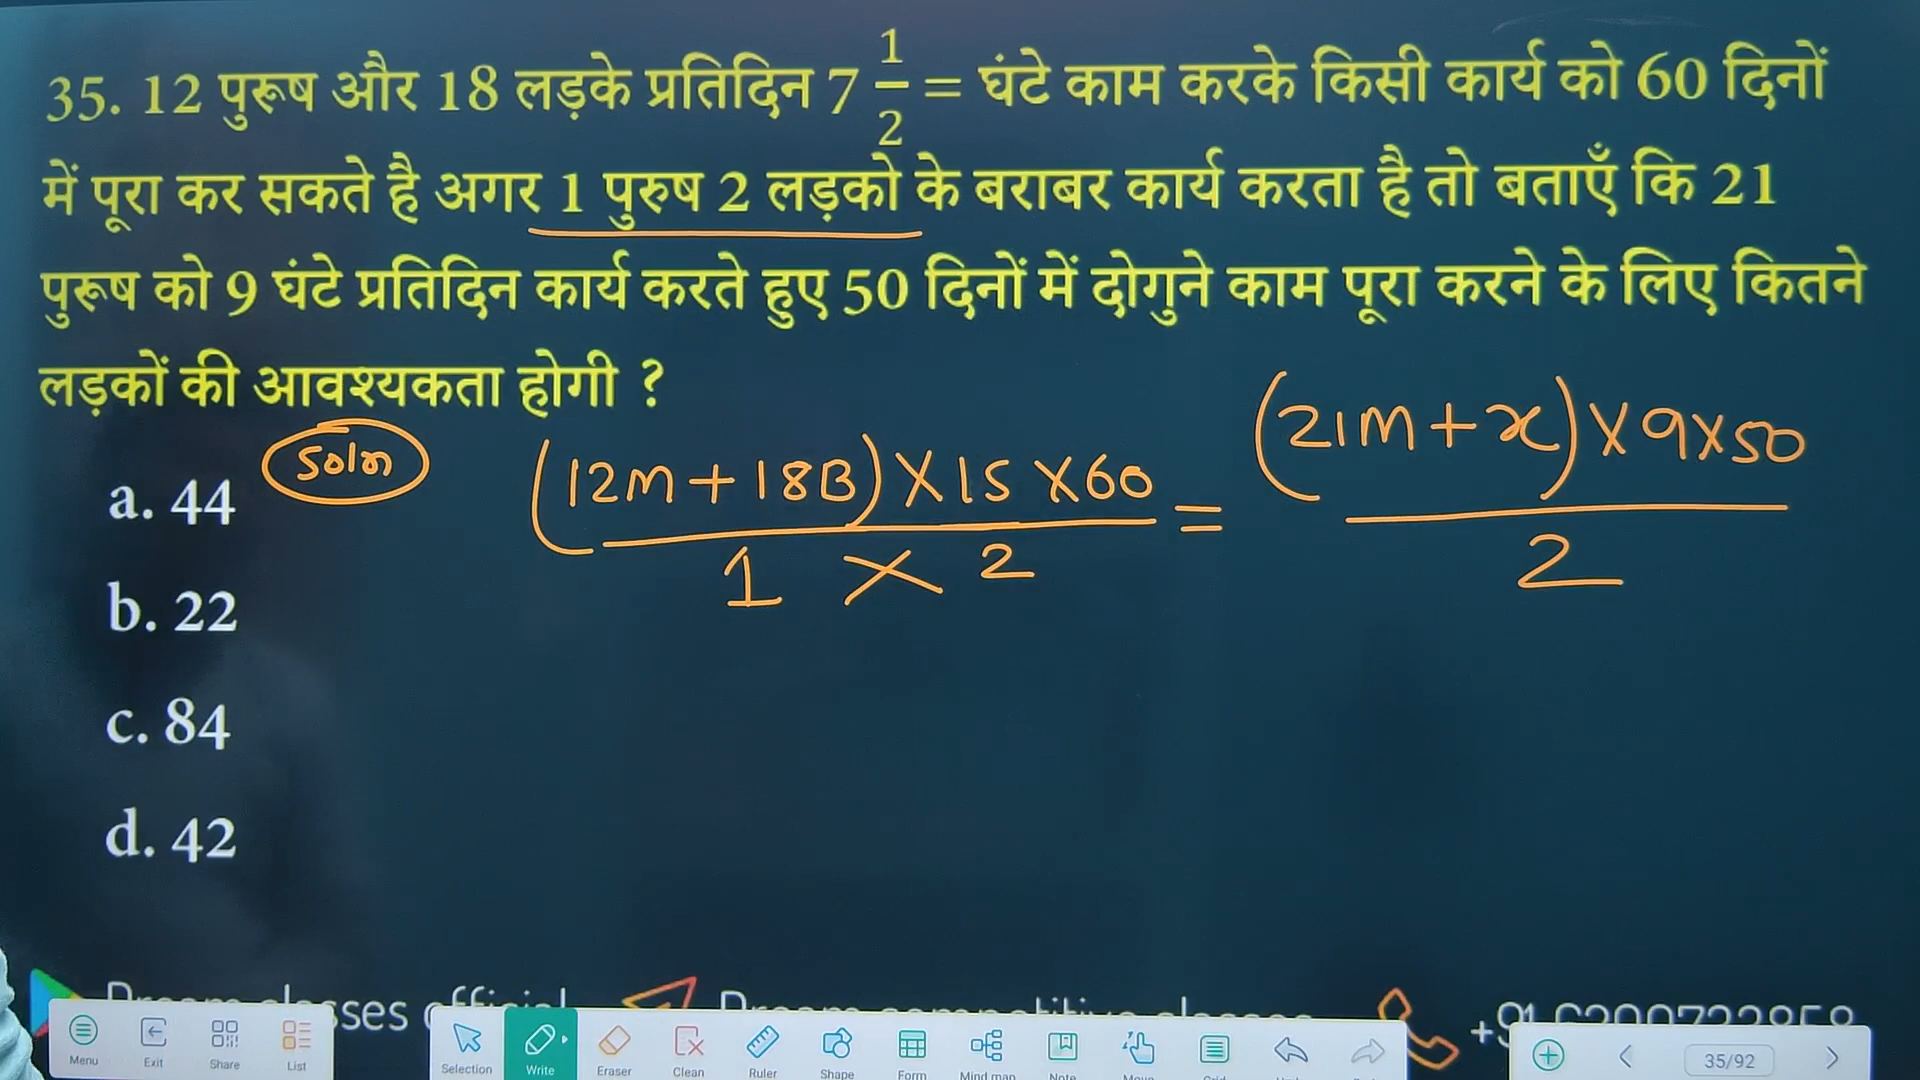 35. 12 पुरूष और 18 लड़के प्रतिदिन 7 1/2 = घंटे काम करके किसी कार्य को 60 दिनों
में पूरा कर सकते है अगर 1 पुरुष 2 लड़को के बराबर कार्य करता है तो बताएँ कि 21
पुरूष को 9 घंटे प्रतिदिन कार्य करते हुए 50 दिनों में दोगुने काम पूरा करने के लिए कितने
लड़कों की आवश्यकता होगी ?
Soln
(12M + 18B) X 15 X 60 / 1 X 2 = (21M + x) X 9 X 50 / 2
a. 44
b. 22
c. 84
d. 42
Menu Exit Share List Selection Write Eraser Clean Ruler Shape Form Mind map Note 35/92